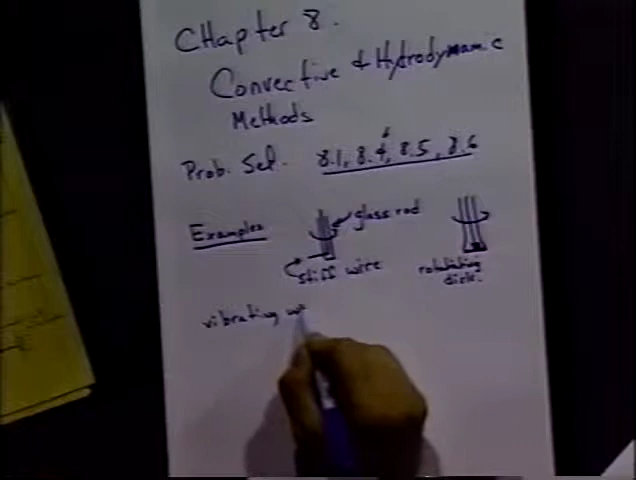 CHapter 8.
Convective & Hydrodynamic
Methods
Prob. Set. 8.1, 8.4, 8.5, 8.6
Examples
glass rod
stiff wire
rotating
disk.
vibrating